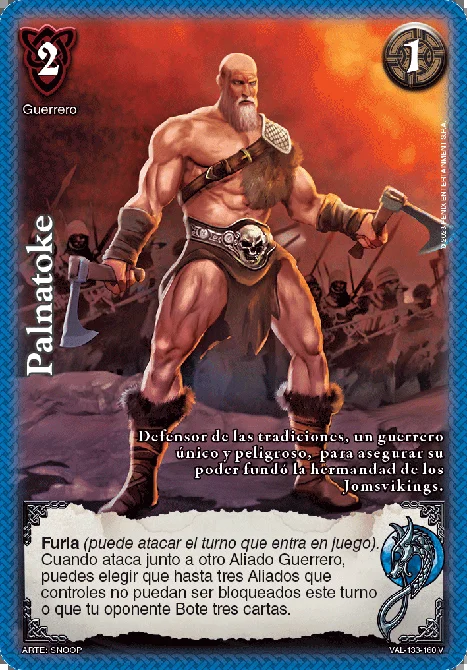 2
1
Guerrero
© 2023 FENIX ENTERTAINMENT S.P.A.
Palnatoke
Defensor de las tradiciones, un guerrero
único y peligroso, para asegurar su
poder fundó la hermandad de los
Jomsvikings.
Furia (puede atacar el turno que entra en juego).
Cuando ataca junto a otro Aliado Guerrero,
puedes elegir que hasta tres Aliados que
controles no puedan ser bloqueados este turno
o que tu oponente Bote tres cartas.
ARTE: SNOOP
VAL-133-160 V